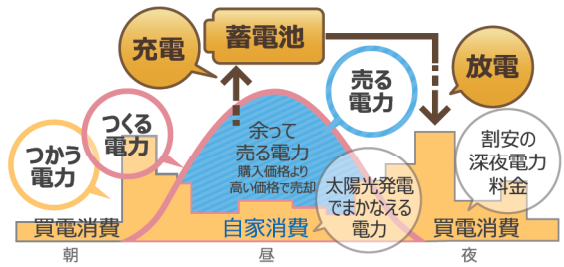 充電
蓄電池
放電
売る
電力
つくる
電力
つかう
電力
余って
売る電力
購入価格より
高い価格で売却
割安の
深夜電力
料金
太陽光発電
でまかなえる
電力
買電消費
自家消費
買電消費
朝
昼
夜